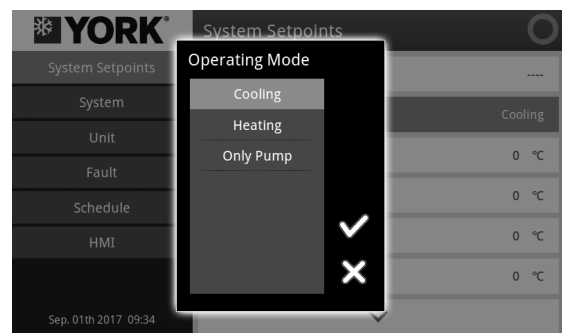 YORK®
System Setpoints
System Setpoints
System
Unit
Fault
Schedule
HMI
Sep. 01th 2017 09:34
Operating Mode
Cooling
Heating
Only Pump
----
Cooling
0 °C
0 °C
0 °C
0 °C